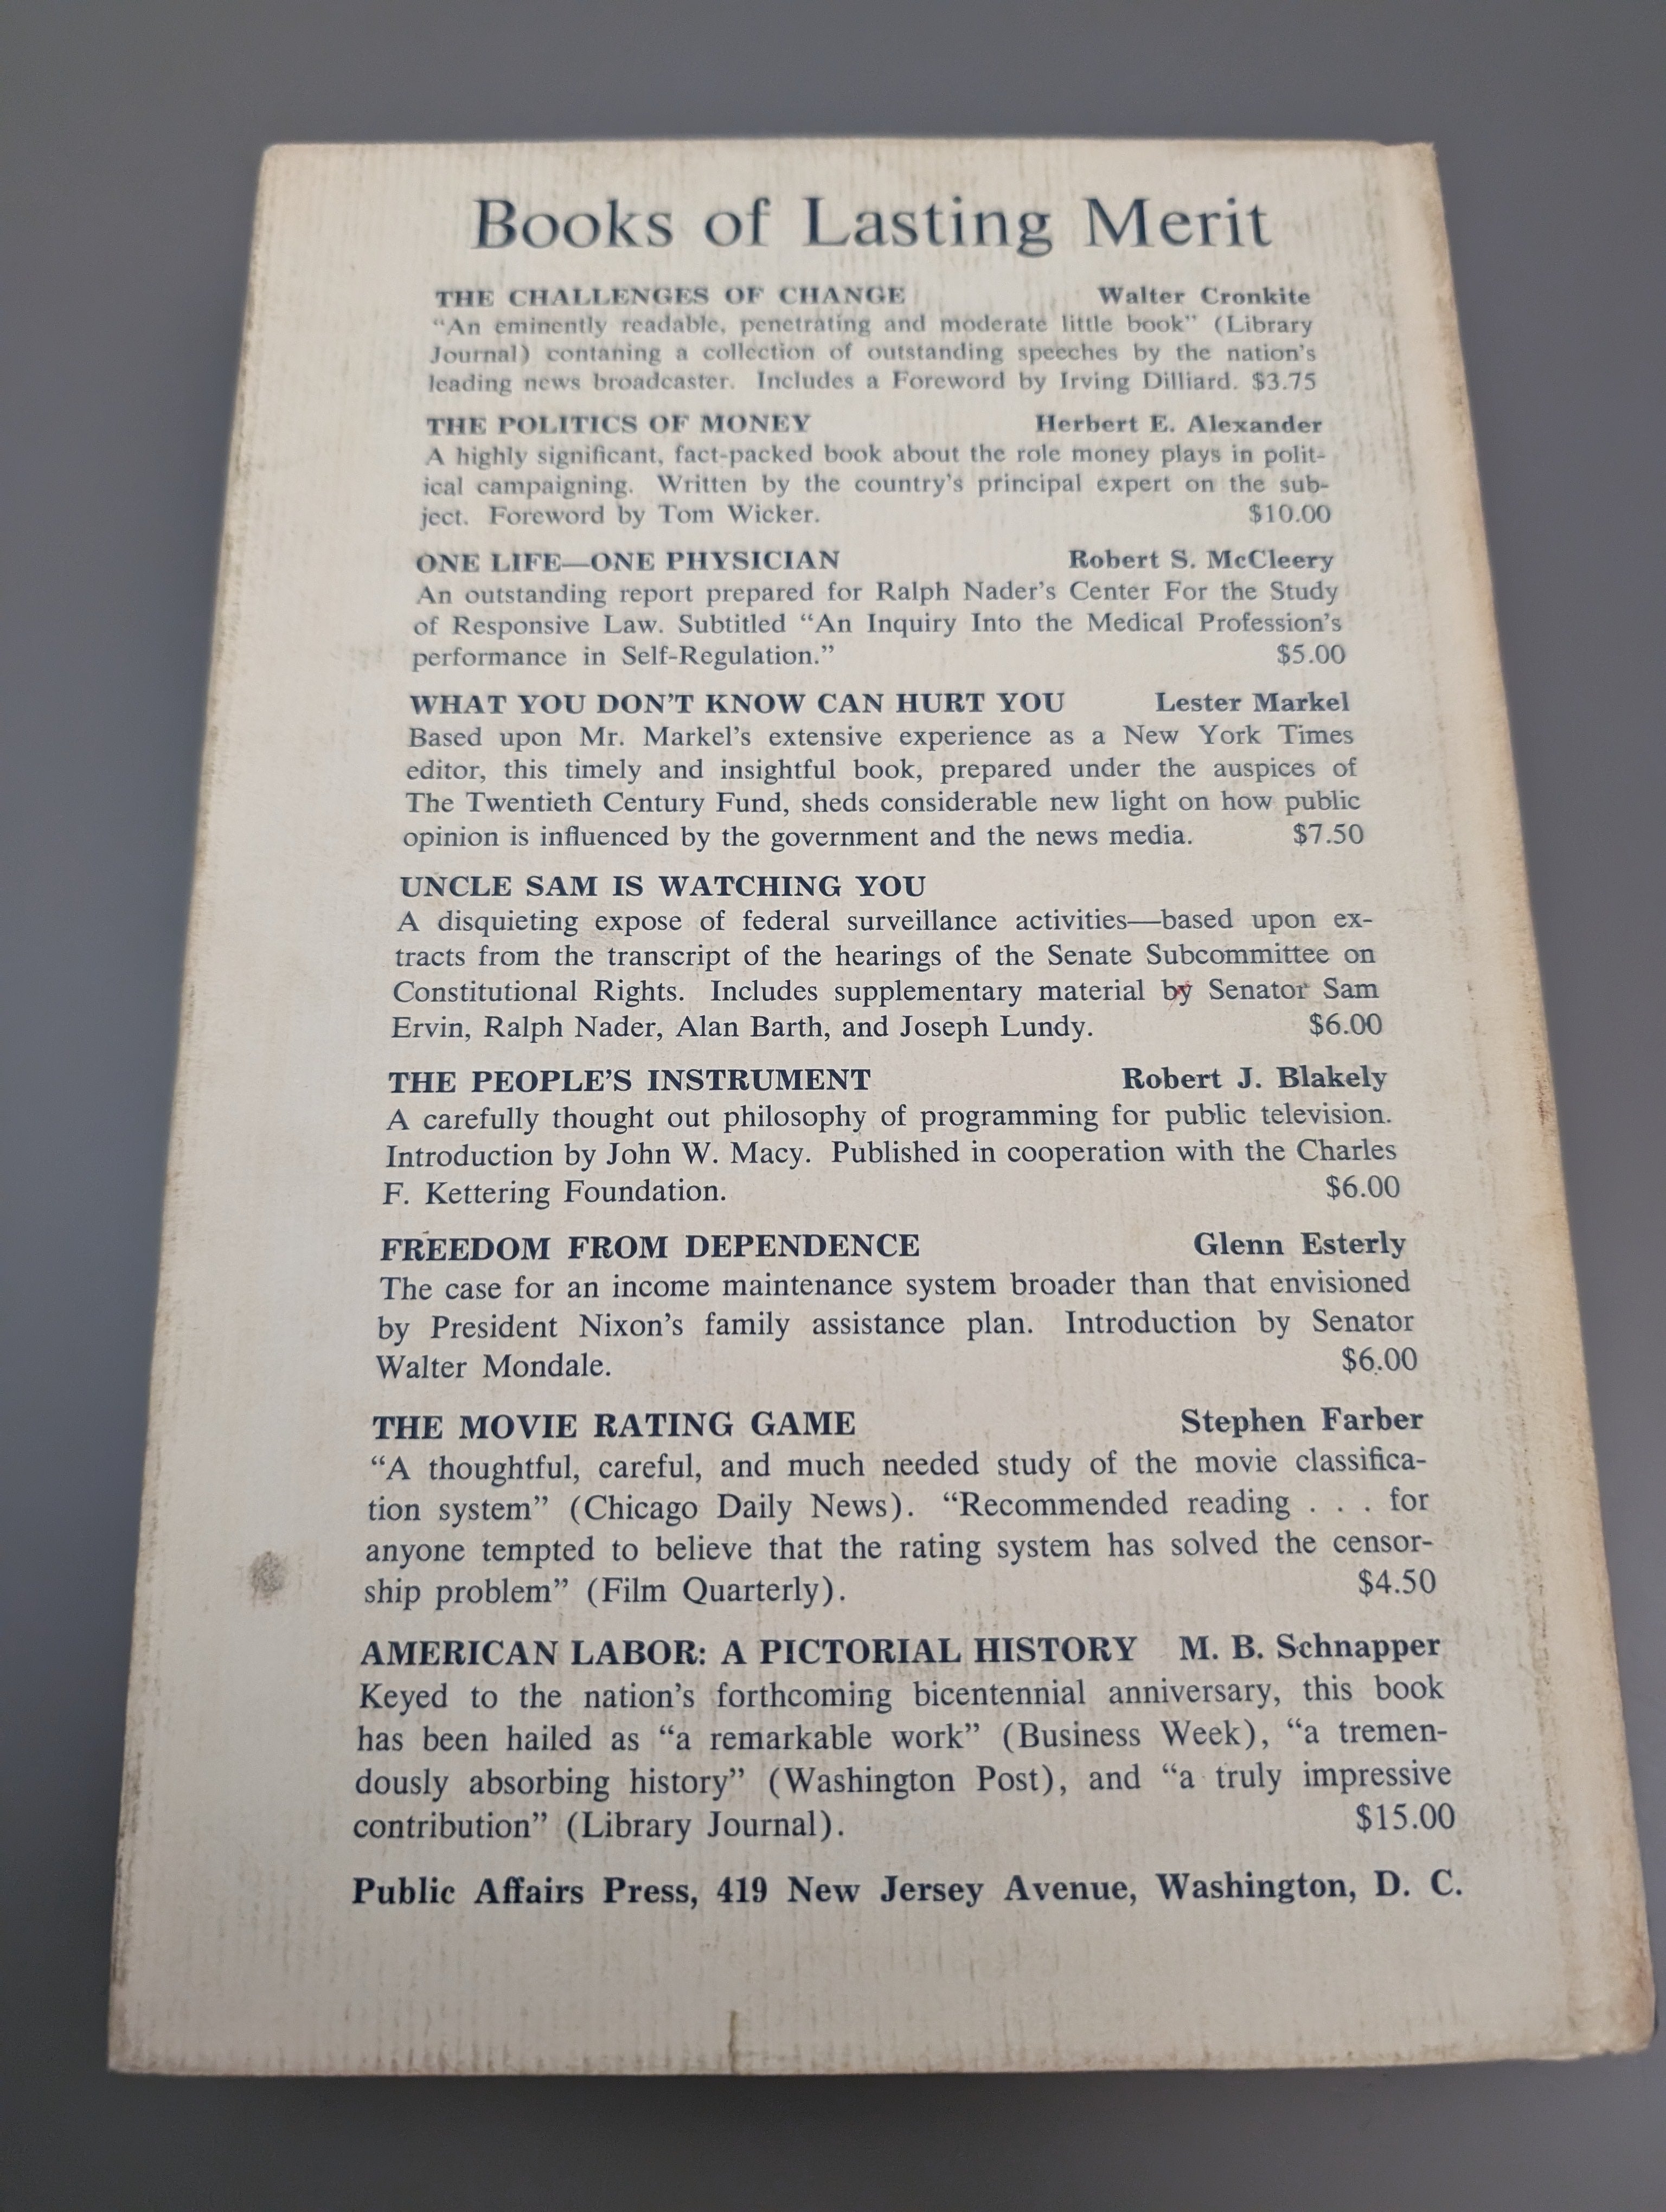 Books of Lasting Merit
THE CHALLENGES OF CHANGE Walter Cronkite
“An eminently readable, penetrating and moderate little book” (Library
Journal) contaning a collection of outstanding speeches by the nation’s
leading news broadcaster. Includes a Foreword by Irving Dilliard. $3.75
THE POLITICS OF MONEY Herbert E. Alexander
A highly significant, fact-packed book about the role money plays in polit-
ical campaigning. Written by the country’s principal expert on the sub-
ject. Foreword by Tom Wicker. $10.00
ONE LIFE—ONE PHYSICIAN Robert S. McCleery
An outstanding report prepared for Ralph Nader’s Center For the Study
of Responsive Law. Subtitled “An Inquiry Into the Medical Profession’s
performance in Self-Regulation.” $5.00
WHAT YOU DON’T KNOW CAN HURT YOU Lester Markel
Based upon Mr. Markel’s extensive experience as a New York Times
editor, this timely and insightful book, prepared under the auspices of
The Twentieth Century Fund, sheds considerable new light on how public
opinion is influenced by the government and the news media. $7.50
UNCLE SAM IS WATCHING YOU
A disquieting expose of federal surveillance activities—based upon ex-
tracts from the transcript of the hearings of the Senate Subcommittee on
Constitutional Rights. Includes supplementary material by Senator Sam
Ervin, Ralph Nader, Alan Barth, and Joseph Lundy. $6.00
THE PEOPLE’S INSTRUMENT Robert J. Blakely
A carefully thought out philosophy of programming for public television.
Introduction by John W. Macy. Published in cooperation with the Charles
F. Kettering Foundation. $6.00
FREEDOM FROM DEPENDENCE Glenn Esterly
The case for an income maintenance system broader than that envisioned
by President Nixon’s family assistance plan. Introduction by Senator
Walter Mondale. $6.00
THE MOVIE RATING GAME Stephen Farber
“A thoughtful, careful, and much needed study of the movie classifica-
tion system” (Chicago Daily News). “Recommended reading . . . for
anyone tempted to believe that the rating system has solved the censor-
ship problem” (Film Quarterly). $4.50
AMERICAN LABOR: A PICTORIAL HISTORY M. B. Schnapper
Keyed to the nation’s forthcoming bicentennial anniversary, this book
has been hailed as “a remarkable work” (Business Week), “a tremen-
dously absorbing history” (Washington Post), and “a truly impressive
contribution” (Library Journal). $15.00
Public Affairs Press, 419 New Jersey Avenue, Washington, D. C.